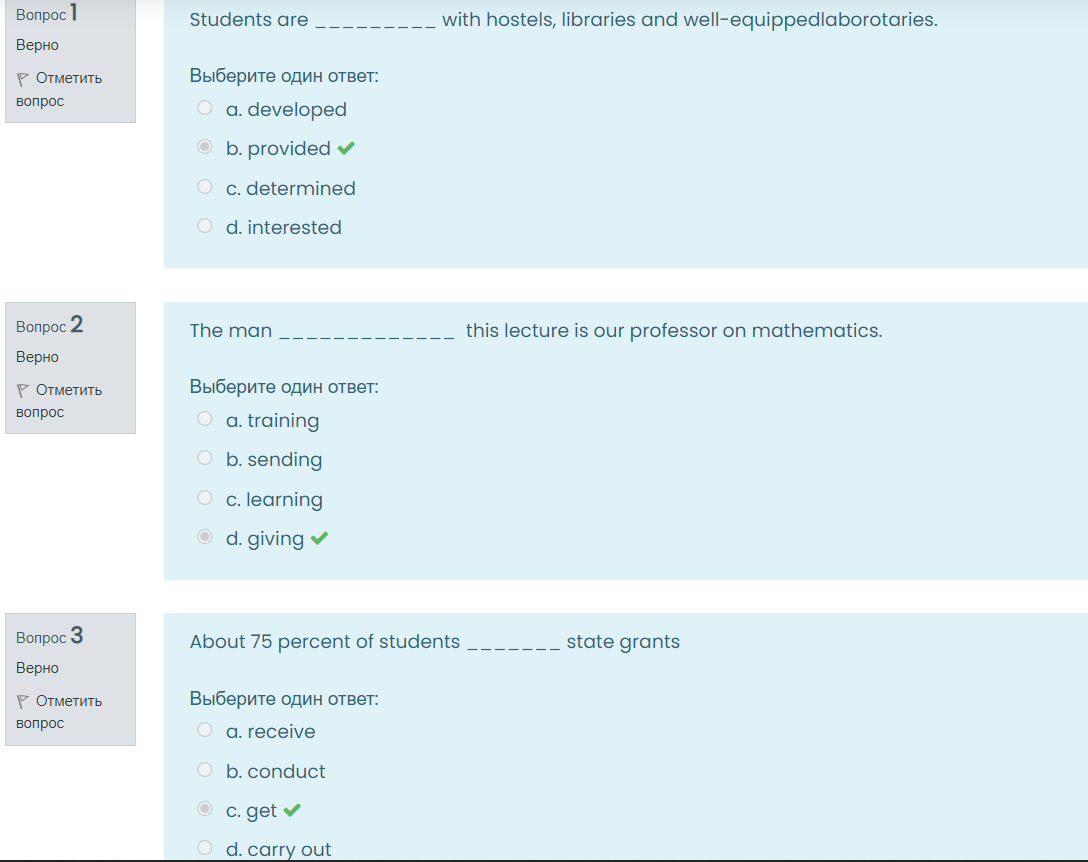 Вопрос 1
Верно
Отметить
вопрос
Students are _________ with hostels, libraries and well-equippedlaborotaries.
Выберите один ответ:
a. developed
b. provided
c. determined
d. interested
Вопрос 2
Верно
Отметить
вопрос
The man _____________ this lecture is our professor on mathematics.
Выберите один ответ:
a. training
b. sending
c. learning
d. giving
Вопрос 3
Верно
Отметить
вопрос
About 75 percent of students _______ state grants
Выберите один ответ:
a. receive
b. conduct
c. get
d. carry out